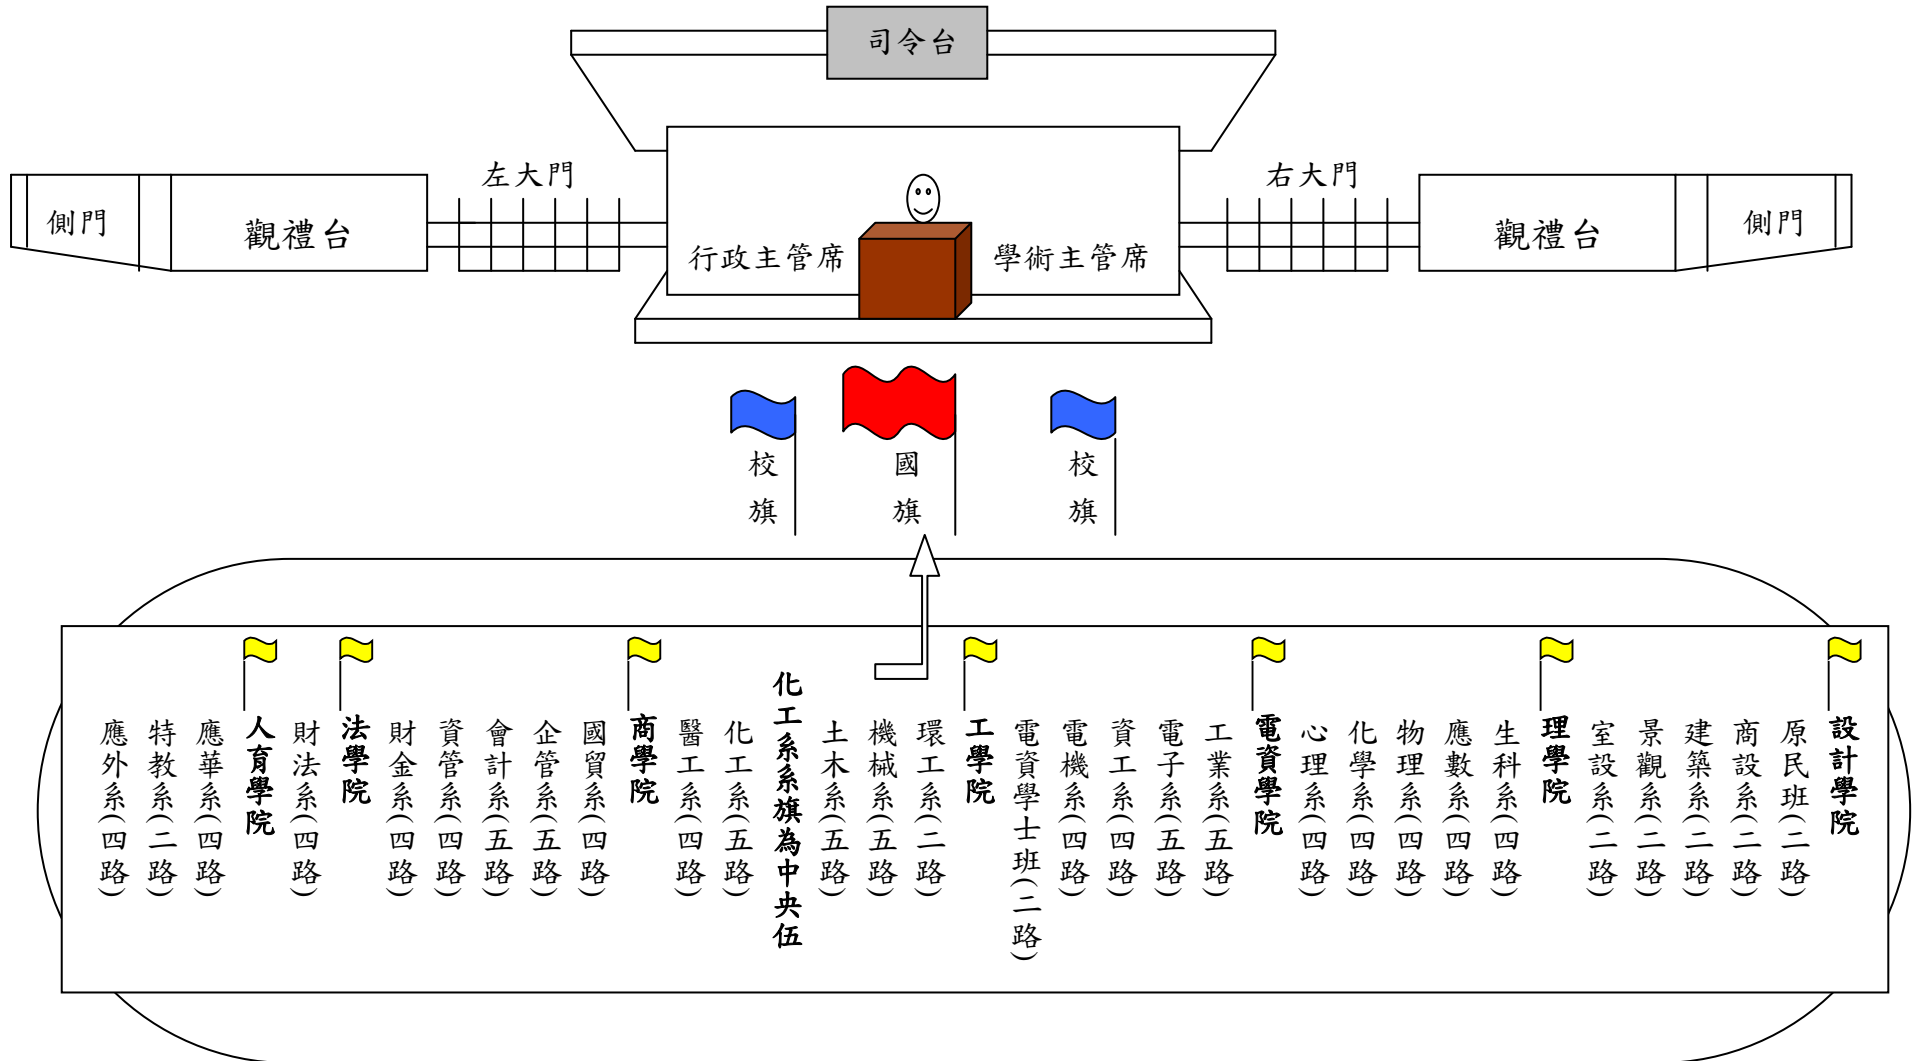 司令台
左大門
右大門
側門
觀禮台
行政主管席
學術主管席
觀禮台
側門
校旗
國旗
校旗
應外系(四路)
特教系(二路)
應華系(四路)
人育學院
財法系(四路)
法學院
財金系(四路)
資管系(四路)
會計系(五路)
企管系(五路)
國貿系(四路)
商學院
醫工系(四路)
化工系(五路)
化工系系旗為中央伍
土木系(五路)
機械系(五路)
環工系(二路)
工學院
電資學士班(二路)
電機系(四路)
資工系(四路)
電子系(五路)
工業系(五路)
電資學院
心理系(四路)
化學系(四路)
物理系(四路)
應數系(四路)
生科系(四路)
理學院
室設系(二路)
景觀系(二路)
建築系(二路)
商設系(二路)
原民班(二路)
設計學院